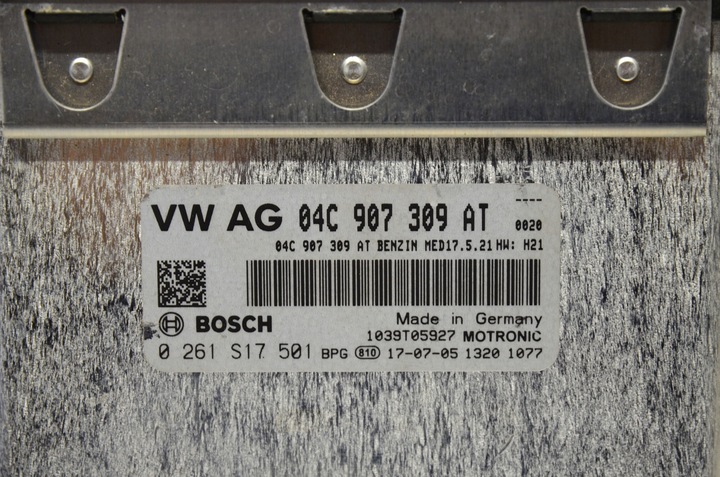 VW AG 04C 907 309 AT ----
0020
04C 907 309 AT BENZIN MED17.5.21 HW: H21
BOSCH Made in Germany
1039T05927 MOTRONIC
0 261 S17 501 BPG 810 17-07-05 1320 1077